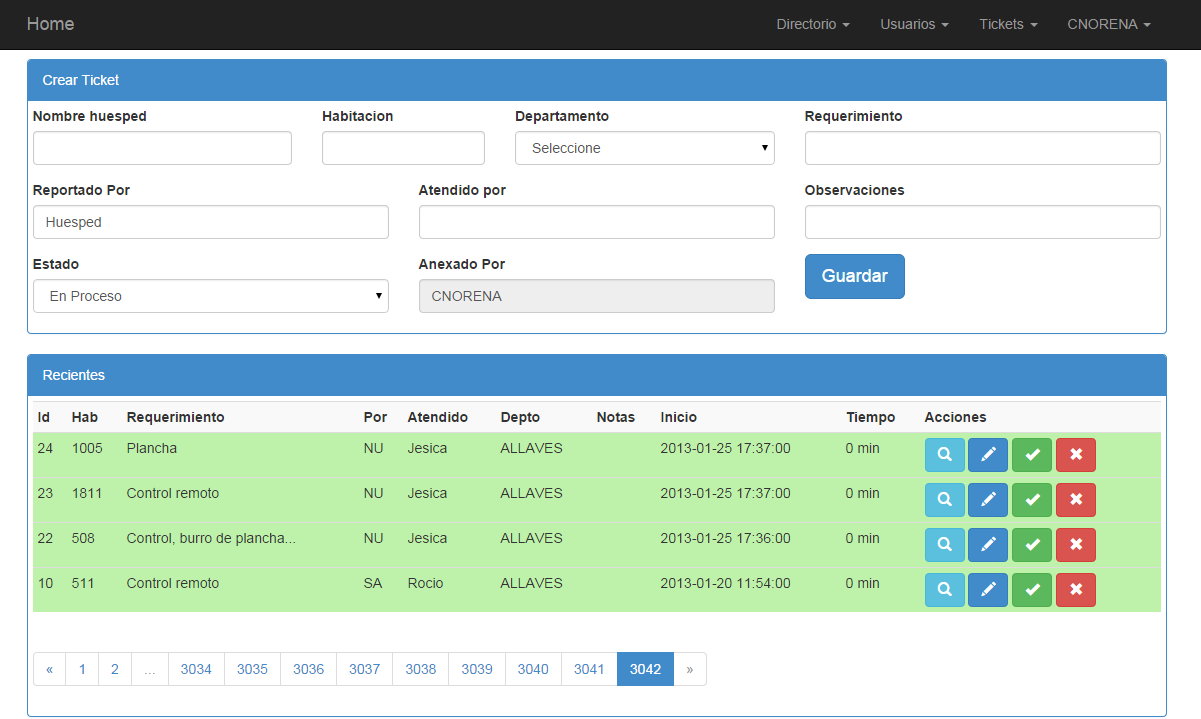 Home Directorio Usuarios Tickets CNORENA
Crear Ticket
Nombre huesped Habitacion Departamento Requerimiento
Seleccione
Reportado Por Atendido por Observaciones
Huesped
Estado Anexado Por
En Proceso CNORENA Guardar
Recientes
Id Hab Requerimiento Por Atendido Depto Notas Inicio Tiempo Acciones
24 1005 Plancha NU Jesica ALLAVES 2013-01-25 17:37:00 0 min
23 1811 Control remoto NU Jesica ALLAVES 2013-01-25 17:37:00 0 min
22 508 Control, burro de plancha... NU Jesica ALLAVES 2013-01-25 17:36:00 0 min
10 511 Control remoto SA Rocio ALLAVES 2013-01-20 11:54:00 0 min
« 1 2 ... 3034 3035 3036 3037 3038 3039 3040 3041 3042 »